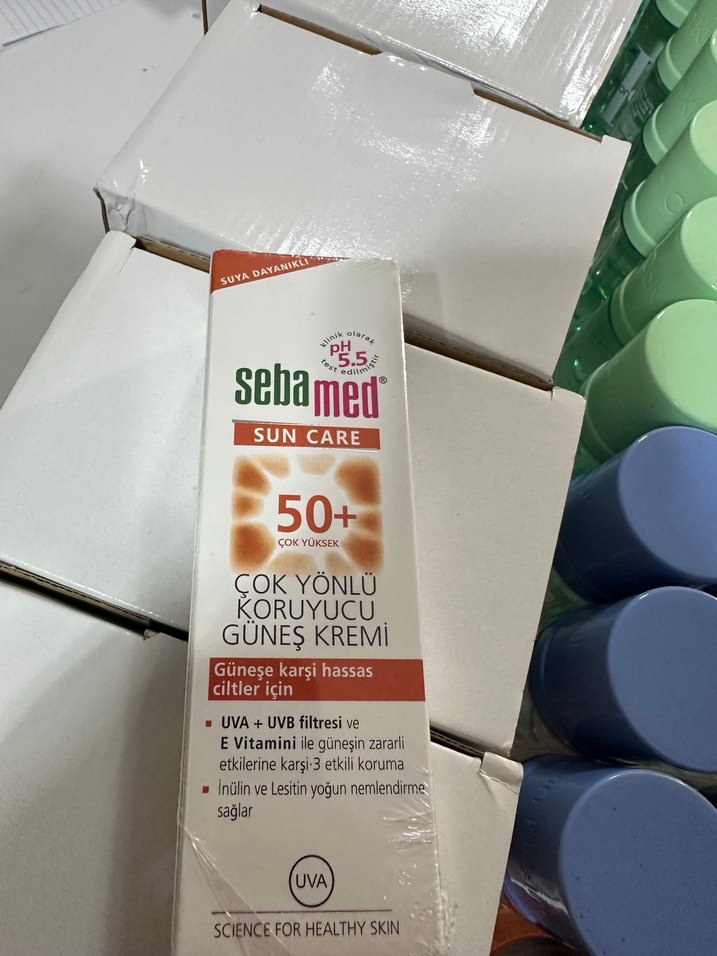 SUYA DAYANIKLI
klinik olarak
pH
5.5
test edilmiştir
sebamed®
SUN CARE
50+
ÇOK YÜKSEK
ÇOK YÖNLÜ
KORUYUCU
GÜNEŞ KREMİ
Güneşe karşi hassas
ciltler için
▪ UVA + UVB filtresi ve
E Vitamini ile güneşin zararli
etkilerine karşi·3 etkili koruma
▪ İnülin ve Lesitin yoğun nemlendirme
sağlar
UVA
SCIENCE FOR HEALTHY SKIN